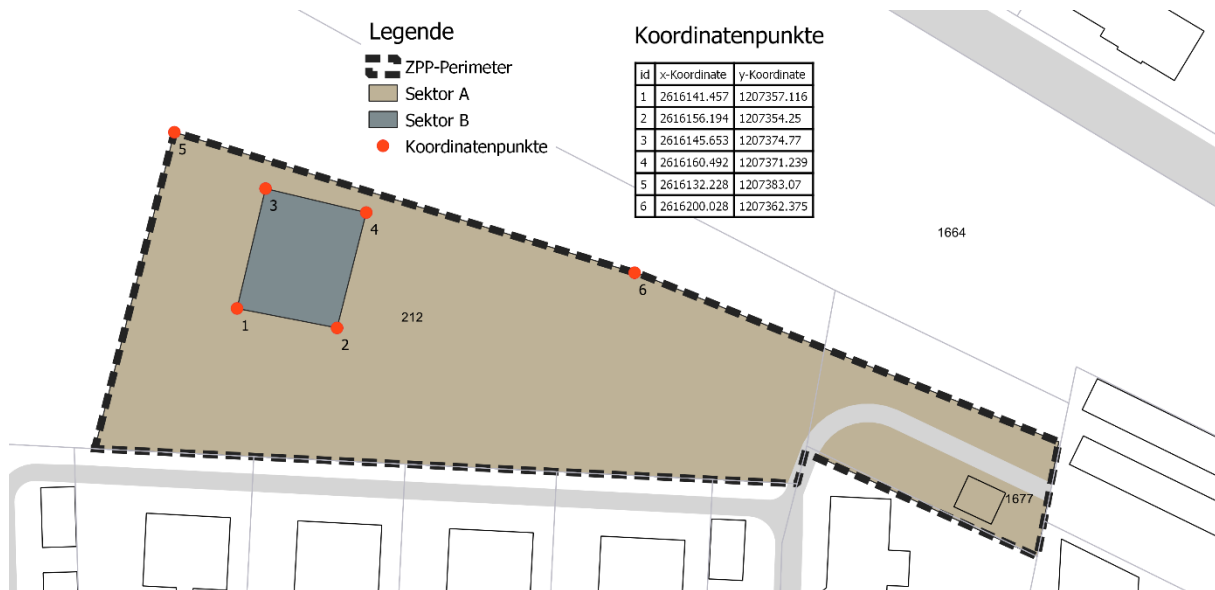 Legende
ZPP-Perimeter
Sektor A
Sektor B
Koordinatenpunkte
Koordinatenpunkte
id x-Koordinate y-Koordinate
1 2616141.457 1207357.116
2 2616156.194 1207354.25
3 2616145.653 1207374.77
4 2616160.492 1207371.239
5 2616132.228 1207383.07
6 2616200.028 1207362.375
5
3
4
1664
6
1
212
2
1677